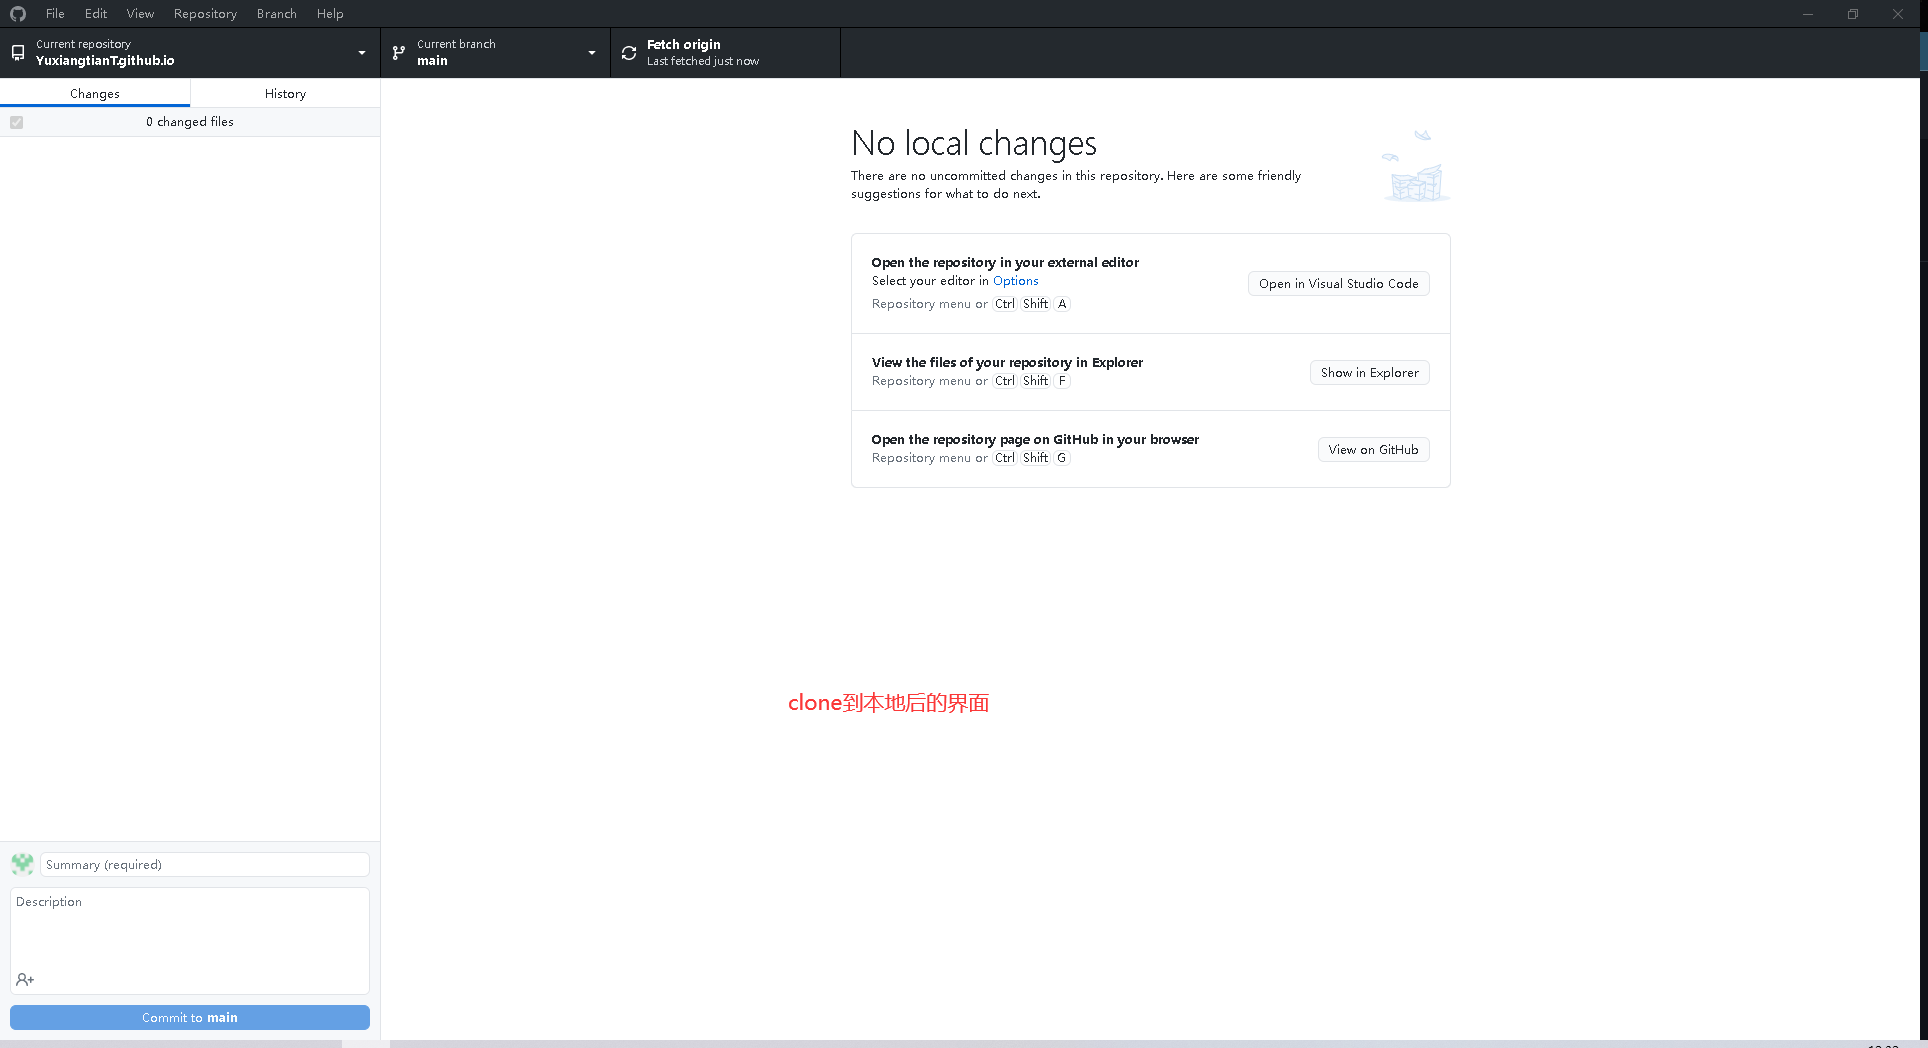 File Edit View Repository Branch Help
Current repository
YuxiangtianT.github.io
Current branch
main
Fetch origin
Last fetched just now
Changes
History
0 changed files
No local changes
There are no uncommitted changes in this repository. Here are some friendly
suggestions for what to do next.
Open the repository in your external editor
Select your editor in Options
Repository menu or Ctrl Shift A
Open in Visual Studio Code
View the files of your repository in Explorer
Repository menu or Ctrl Shift F
Show in Explorer
Open the repository page on GitHub in your browser
Repository menu or Ctrl Shift G
View on GitHub
clone到本地后的界面
Summary (required)
Description
Commit to main